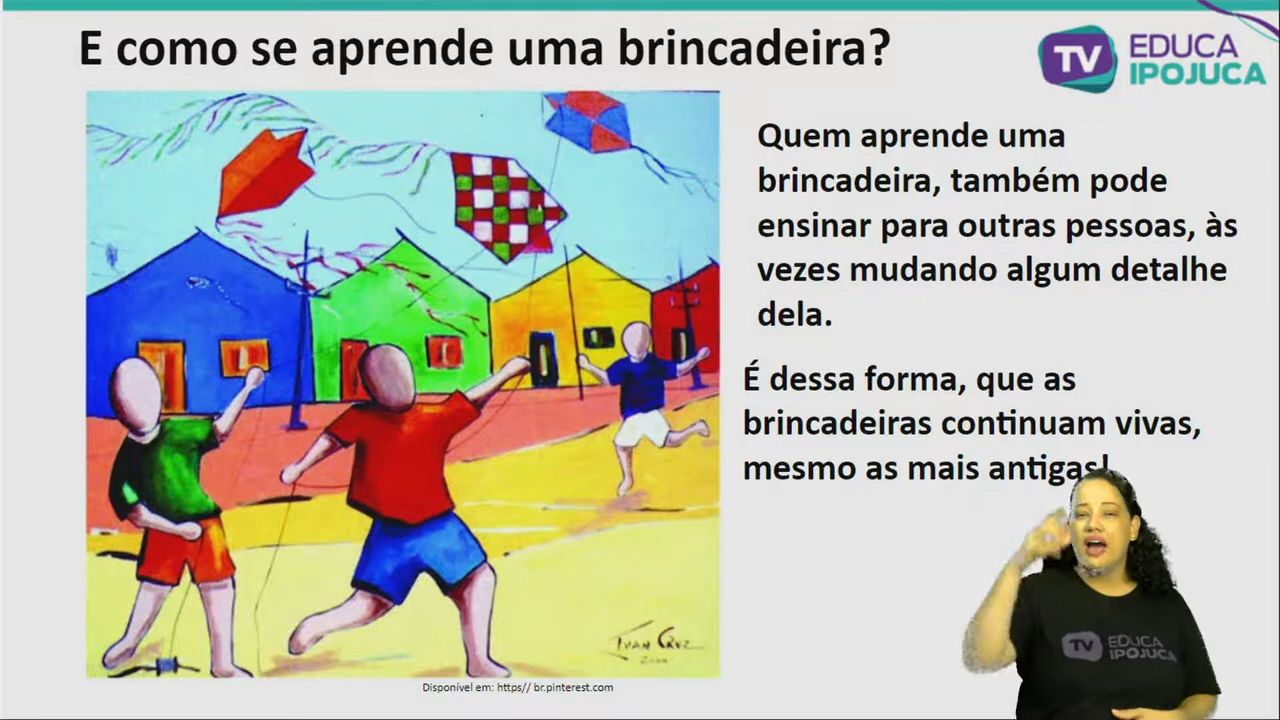 E como se aprende uma brincadeira?
TV EDUCA
IPOJUCA
Quem aprende uma
brincadeira, também pode
ensinar para outras pessoas, às
vezes mudando algum detalhe
dela.
É dessa forma, que as
brincadeiras continuam vivas,
mesmo as mais antigas!
Ivan Cruz
Disponível em: https// br.pinterest.com
TV EDUCA
IPOJUCA